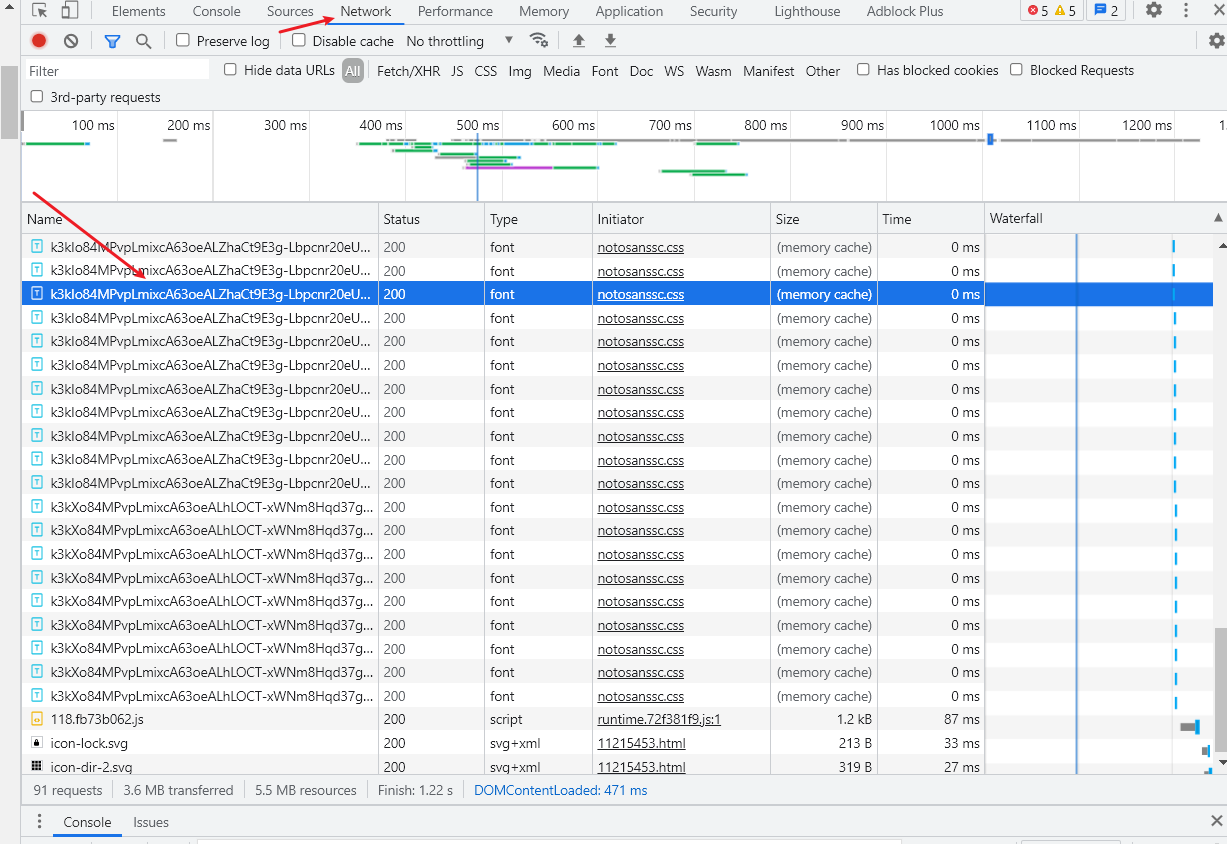 Elements Console Sources Network Performance Memory Application Security Lighthouse Adblock Plus 5 5 2
Preserve log Disable cache No throttling
Filter Hide data URLs All Fetch/XHR JS CSS Img Media Font Doc WS Wasm Manifest Other Has blocked cookies Blocked Requests
3rd-party requests
100 ms 200 ms 300 ms 400 ms 500 ms 600 ms 700 ms 800 ms 900 ms 1000 ms 1100 ms 1200 ms
Name Status Type Initiator Size Time Waterfall
k3kIo84MPvpLmixcA63oeALZhaCt9E3g-Lbpcnr20eU... 200 font notosanssc.css (memory cache) 0 ms
k3kIo84MPvpLmixcA63oeALZhaCt9E3g-Lbpcnr20eU... 200 font notosanssc.css (memory cache) 0 ms
k3kIo84MPvpLmixcA63oeALZhaCt9E3g-Lbpcnr20eU... 200 font notosanssc.css (memory cache) 0 ms
k3kIo84MPvpLmixcA63oeALZhaCt9E3g-Lbpcnr20eU... 200 font notosanssc.css (memory cache) 0 ms
k3kIo84MPvpLmixcA63oeALZhaCt9E3g-Lbpcnr20eU... 200 font notosanssc.css (memory cache) 0 ms
k3kIo84MPvpLmixcA63oeALZhaCt9E3g-Lbpcnr20eU... 200 font notosanssc.css (memory cache) 0 ms
k3kIo84MPvpLmixcA63oeALZhaCt9E3g-Lbpcnr20eU... 200 font notosanssc.css (memory cache) 0 ms
k3kIo84MPvpLmixcA63oeALZhaCt9E3g-Lbpcnr20eU... 200 font notosanssc.css (memory cache) 0 ms
k3kIo84MPvpLmixcA63oeALZhaCt9E3g-Lbpcnr20eU... 200 font notosanssc.css (memory cache) 0 ms
k3kIo84MPvpLmixcA63oeALZhaCt9E3g-Lbpcnr20eU... 200 font notosanssc.css (memory cache) 0 ms
k3kIo84MPvpLmixcA63oeALZhaCt9E3g-Lbpcnr20eU... 200 font notosanssc.css (memory cache) 0 ms
k3kXo84MPvpLmixcA63oeALhLOCT-xWNm8Hqd37g... 200 font notosanssc.css (memory cache) 0 ms
k3kXo84MPvpLmixcA63oeALhLOCT-xWNm8Hqd37g... 200 font notosanssc.css (memory cache) 0 ms
k3kXo84MPvpLmixcA63oeALhLOCT-xWNm8Hqd37g... 200 font notosanssc.css (memory cache) 0 ms
k3kXo84MPvpLmixcA63oeALhLOCT-xWNm8Hqd37g... 200 font notosanssc.css (memory cache) 0 ms
k3kXo84MPvpLmixcA63oeALhLOCT-xWNm8Hqd37g... 200 font notosanssc.css (memory cache) 0 ms
k3kXo84MPvpLmixcA63oeALhLOCT-xWNm8Hqd37g... 200 font notosanssc.css (memory cache) 0 ms
k3kXo84MPvpLmixcA63oeALhLOCT-xWNm8Hqd37g... 200 font notosanssc.css (memory cache) 0 ms
k3kXo84MPvpLmixcA63oeALhLOCT-xWNm8Hqd37g... 200 font notosanssc.css (memory cache) 0 ms
k3kXo84MPvpLmixcA63oeALhLOCT-xWNm8Hqd37g... 200 font notosanssc.css (memory cache) 0 ms
118.fb73b062.js 200 script runtime.72f381f9.js:1 1.2 kB 87 ms
icon-lock.svg 200 svg+xml 11215453.html 213 B 33 ms
icon-dir-2.svg 200 svg+xml 11215453.html 319 B 27 ms
91 requests 3.6 MB transferred 5.5 MB resources Finish: 1.22 s DOMContentLoaded: 471 ms
Console Issues